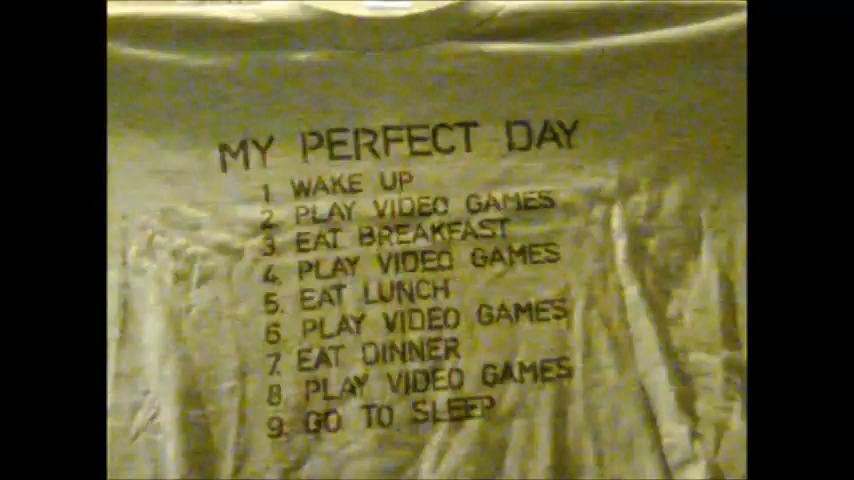 MY PERFECT DAY
1 WAKE UP
2. PLAY VIDEO GAMES
3. EAT BREAKFAST
4. PLAY VIDEO GAMES
5. EAT LUNCH
6 PLAY VIDEO GAMES
7. EAT DINNER
8 PLAY VIDEO GAMES
9. GO TO SLEEP